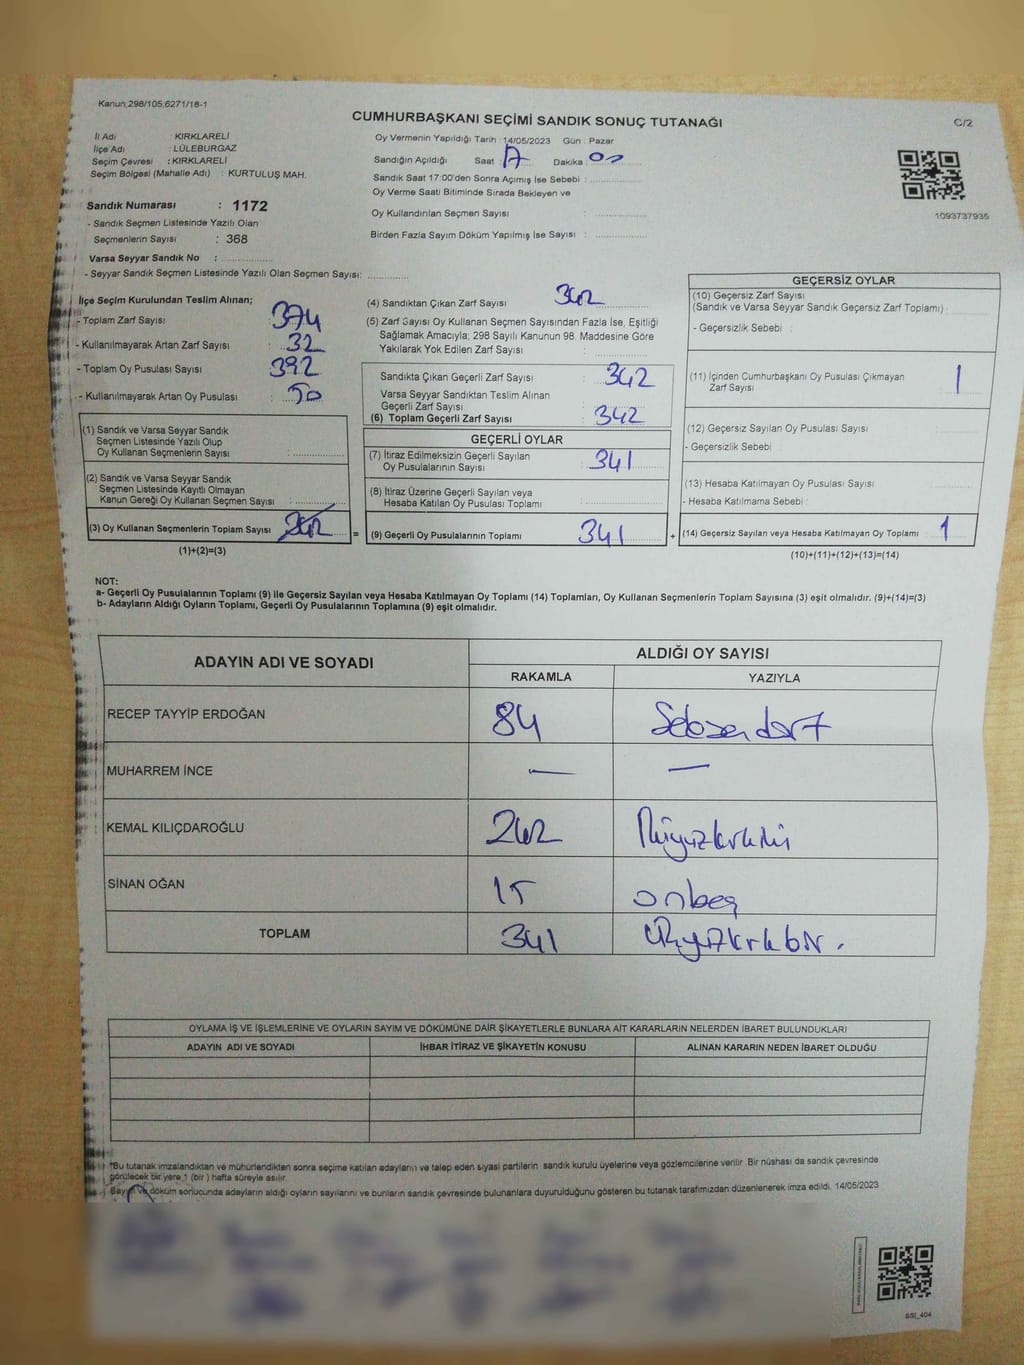 Kanun;298/105;6271/18-1
CUMHURBAŞKANI SEÇİMİ SANDIK SONUÇ TUTANAĞI
C/2
İl Adı : KIRKLARELİ
İlçe Adı : LÜLEBURGAZ
Seçim Çevresi : KIRKLARELİ
Seçim Bölgesi (Mahalle Adı) : KURTULUŞ MAH.
Sandık Numarası : 1172
- Sandık Seçmen Listesinde Yazılı Olan
Seçmenlerin Sayısı : 368
Varsa Seyyar Sandık No :
- Seyyar Sandık Seçmen Listesinde Yazılı Olan Seçmen Sayısı:
Oy Vermenin Yapıldığı Tarih : 14/05/2023 Gün : Pazar
Sandığın Açıldığı Saat : 17 Dakika :
Sandık Saat 17:00'den Sonra Açımış İse Sebebi :
Oy Verme Saati Bitiminde Sırada Bekleyen ve
Oy Kullandırılan Seçmen Sayısı :
Birden Fazla Sayım Döküm Yapılmış İse Sayısı :
1093737935
İlçe Seçim Kurulundan Teslim Alınan;
- Toplam Zarf Sayısı : 374
- Kullanılmayarak Artan Zarf Sayısı : 32
- Toplam Oy Pusulası Sayısı : 392
- Kullanılmayarak Artan Oy Pusulası : 50
(1) Sandık ve Varsa Seyyar Sandık
Seçmen Listesinde Yazılı Olup
Oy Kullanan Seçmenlerin Sayısı :
(2) Sandık ve Varsa Seyyar Sandık
Seçmen Listesinde Kayıtlı Olmayan
Kanun Gereği Oy Kullanan Seçmen Sayısı :
(3) Oy Kullanan Seçmenlerin Toplam Sayısı 342
(1)+(2)=(3)
(4) Sandıktan Çıkan Zarf Sayısı : 342
(5) Zarf Sayısı Oy Kullanan Seçmen Sayısından Fazla İse, Eşitliği
Sağlamak Amacıyla; 298 Sayılı Kanunun 98. Maddesine Göre
Yakılarak Yok Edilen Zarf Sayısı :
Sandıkta Çıkan Geçerli Zarf Sayısı : 342
Varsa Seyyar Sandıktan Teslim Alınan
Geçerli Zarf Sayısı :
(6) Toplam Geçerli Zarf Sayısı : 342
GEÇERLİ OYLAR
(7) İtiraz Edilmeksizin Geçerli Sayılan
Oy Pusulalarının Sayısı : 341
(8) İtiraz Üzerine Geçerli Sayılan veya
Hesaba Katılan Oy Pusulası Toplamı :
= (9) Geçerli Oy Pusulalarının Toplamı : 341
GEÇERSİZ OYLAR
(10) Geçersiz Zarf Sayısı
(Sandık ve Varsa Seyyar Sandık Geçersiz Zarf Toplamı) :
- Geçersizlik Sebebi :
(11) İçinden Cumhurbaşkanı Oy Pusulası Çıkmayan
Zarf Sayısı : 1
(12) Geçersiz Sayılan Oy Pusulası Sayısı :
- Geçersizlik Sebebi :
(13) Hesaba Katılmayan Oy Pusulası Sayısı :
- Hesaba Katılmama Sebebi :
+ (14) Geçersiz Sayılan veya Hesaba Katılmayan Oy Toplamı : 1
(10)+(11)+(12)+(13)=(14)
NOT:
a- Geçerli Oy Pusulalarının Toplamı (9) ile Geçersiz Sayılan veya Hesaba Katılmayan Oy Toplamı (14) Toplamları, Oy Kullanan Seçmenlerin Toplam Sayısına (3) eşit olmalıdır. (9)+(14)=(3)
b- Adayların Aldığı Oyların Toplamı, Geçerli Oy Pusulalarının Toplamına (9) eşit olmalıdır.
ADAYIN ADI VE SOYADI ALDIĞI OY SAYISI
RAKAMLA YAZIYLA
RECEP TAYYİP ERDOĞAN 84 Seksendört
MUHARREM İNCE — —
KEMAL KILIÇDAROĞLU 242 İkiyüzkırkiki
SİNAN OĞAN 15 onbeş
TOPLAM 341 Üçyüzkırkbir.
OYLAMA İŞ VE İŞLEMLERİNE VE OYLARIN SAYIM VE DÖKÜMÜNE DAİR ŞİKAYETLERLE BUNLARA AİT KARARLARIN NELERDEN İBARET BULUNDUKLARI
ADAYIN ADI VE SOYADI İHBAR İTİRAZ VE ŞİKAYETİN KONUSU ALINAN KARARIN NEDEN İBARET OLDUĞU
*Bu tutanak imzalandıktan ve mühürlendikten sonra seçime katılan adayların ve talep eden siyasi partilerin sandık kurulu üyelerine veya gözlemcilerine verilir. Bir nüshası da sandık çevresinde
görülecek bir yere 1 (bir) hafta süreyle asılır.
Sayım ve döküm sonucunda adayların aldığı oyların sayılarını ve bunların sandık çevresinde bulunanlara duyurulduğunu gösteren bu tutanak tarafımızdan düzenlenerek imza edildi. 14/05/2023
SSI_404